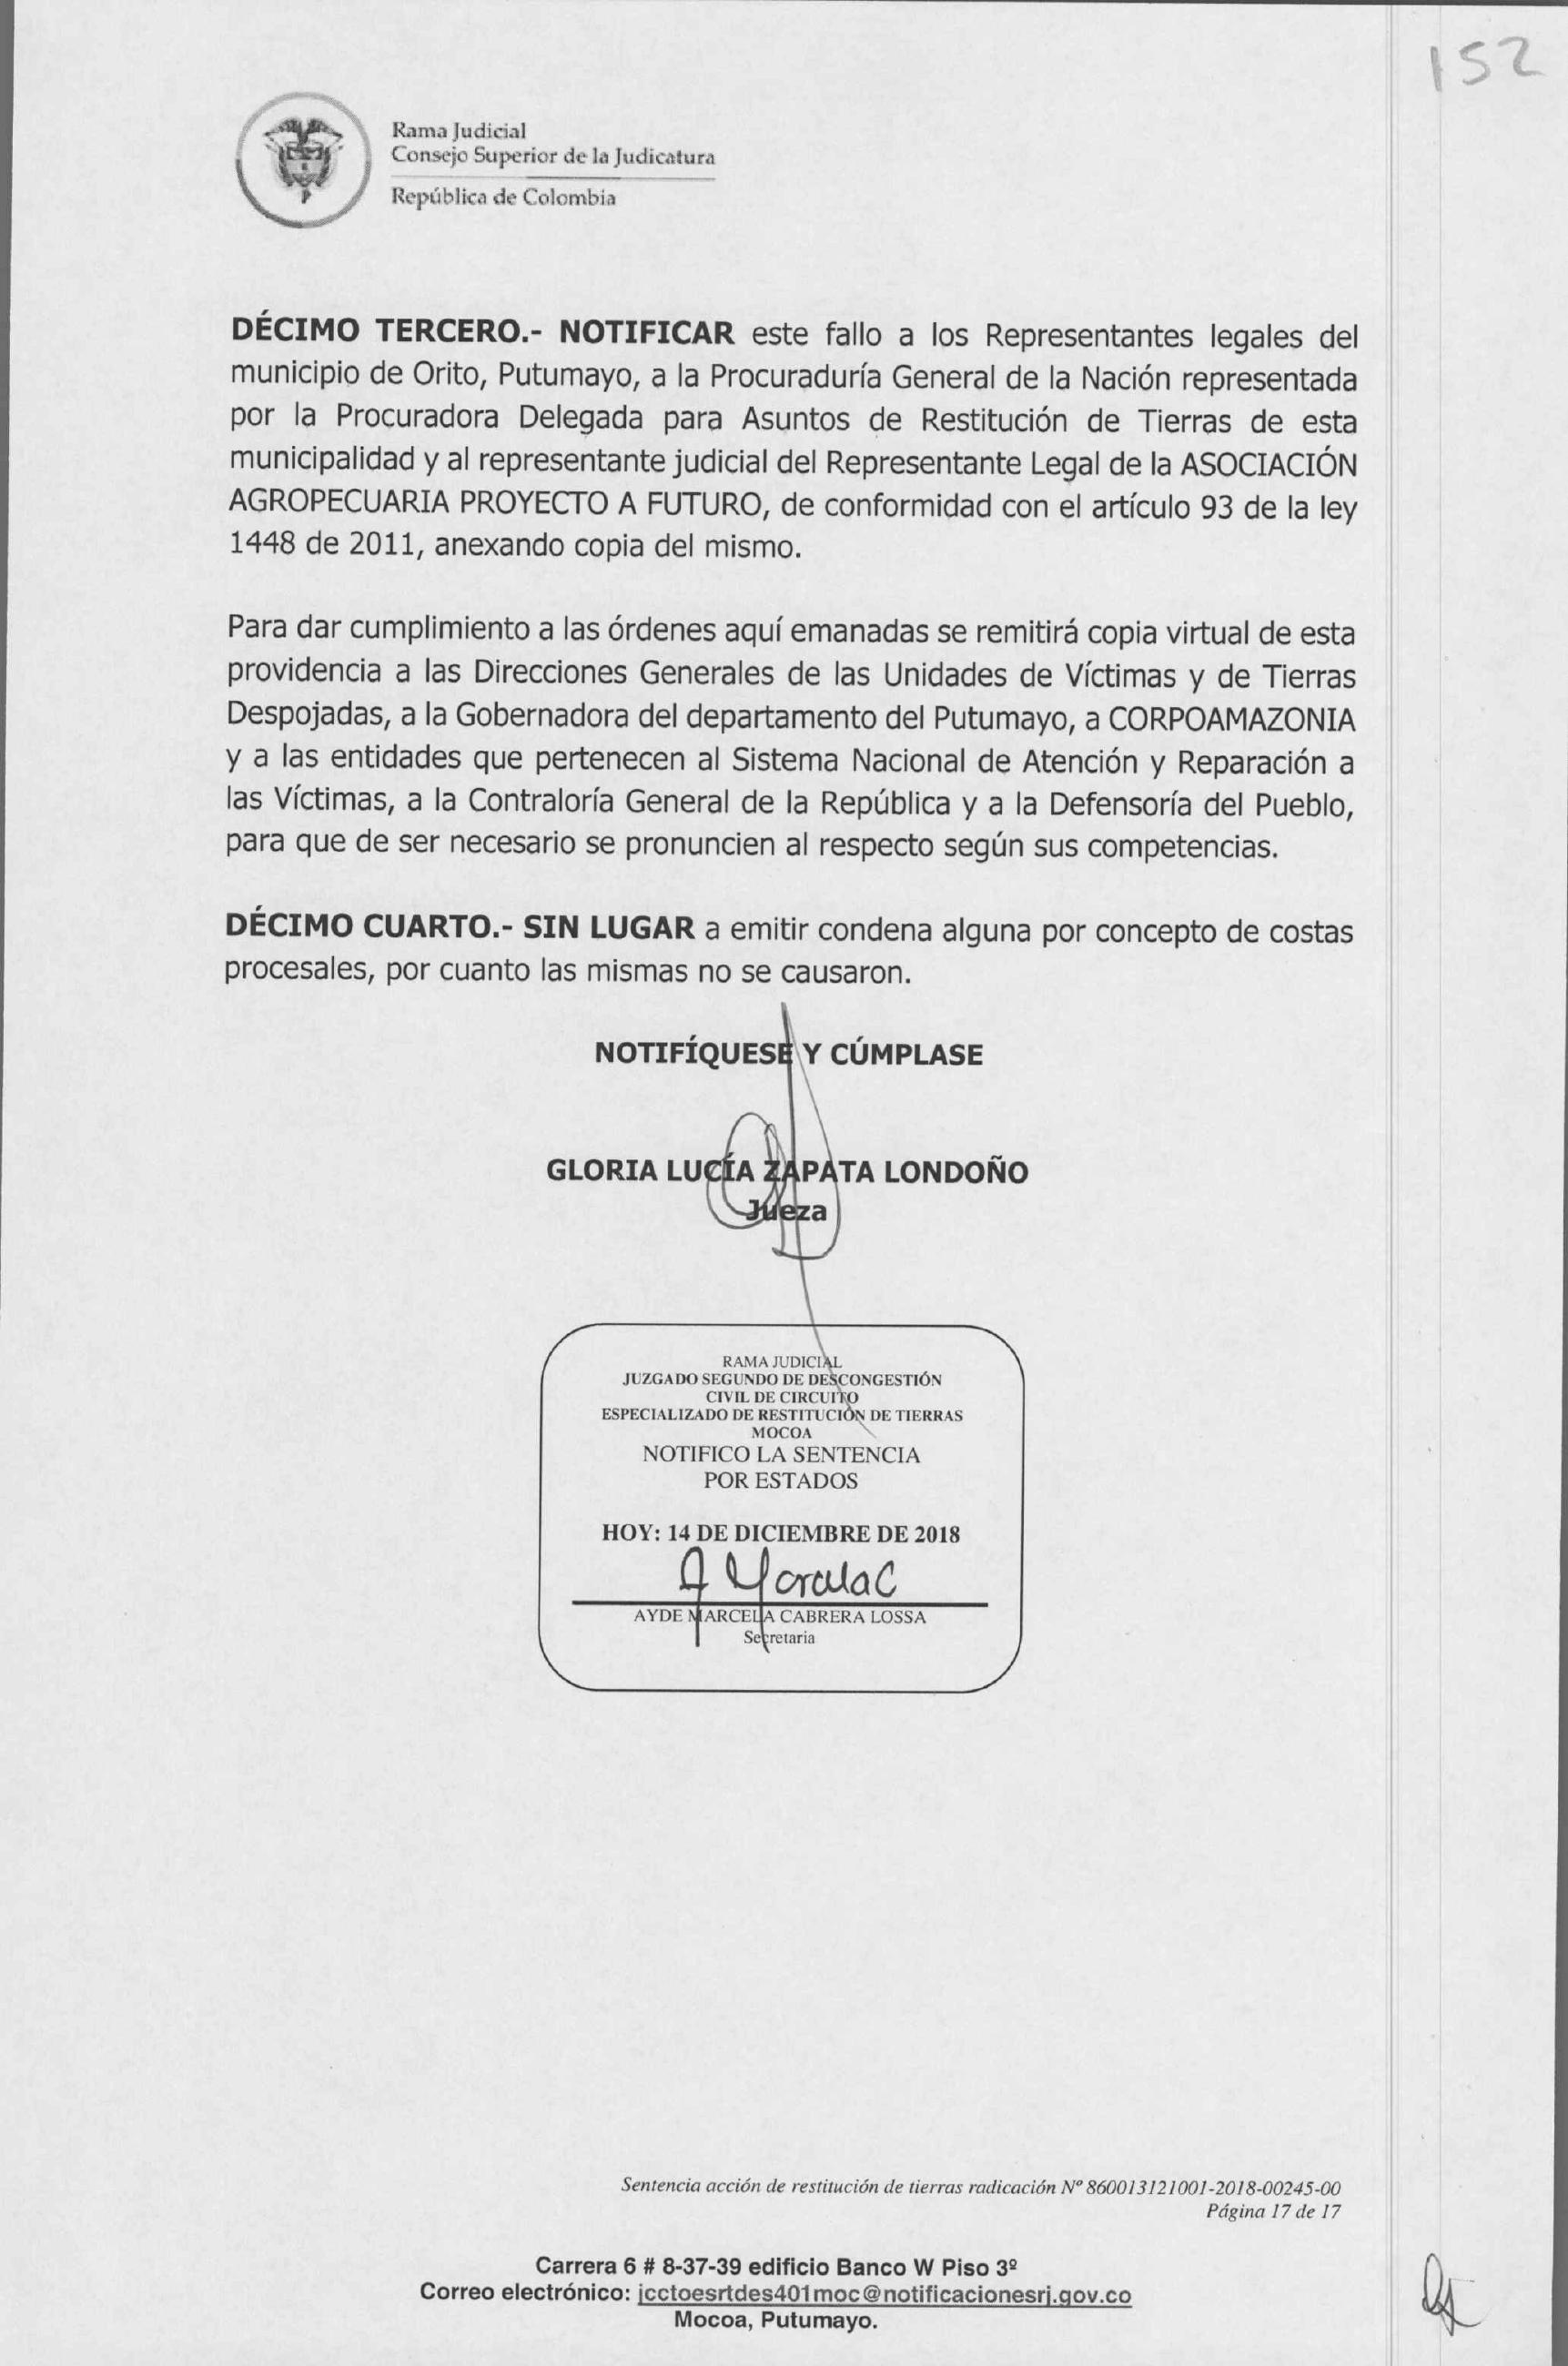 152
Rama Judicial
Consejo Superior de la Judicatura
República de Colombia
DÉCIMO TERCERO.- NOTIFICAR este fallo a los Representantes legales del
municipio de Orito, Putumayo, a la Procuraduría General de la Nación representada
por la Procuradora Delegada para Asuntos de Restitución de Tierras de esta
municipalidad y al representante judicial del Representante Legal de la ASOCIACIÓN
AGROPECUARIA PROYECTO A FUTURO, de conformidad con el artículo 93 de la ley
1448 de 2011, anexando copia del mismo.
Para dar cumplimiento a las órdenes aquí emanadas se remitirá copia virtual de esta
providencia a las Direcciones Generales de las Unidades de Víctimas y de Tierras
Despojadas, a la Gobernadora del departamento del Putumayo, a CORPOAMAZONIA
y a las entidades que pertenecen al Sistema Nacional de Atención y Reparación a
las Víctimas, a la Contraloría General de la República y a la Defensoría del Pueblo,
para que de ser necesario se pronuncien al respecto según sus competencias.
DÉCIMO CUARTO.- SIN LUGAR a emitir condena alguna por concepto de costas
procesales, por cuanto las mismas no se causaron.
NOTIFÍQUESE Y CÚMPLASE
GLORIA LUCÍA ZAPATA LONDOÑO
Jueza
RAMA JUDICIAL
JUZGADO SEGUNDO DE DESCONGESTIÓN
CIVIL DE CIRCUITO
ESPECIALIZADO DE RESTITUCIÓN DE TIERRAS
MOCOA
NOTIFICO LA SENTENCIA
POR ESTADOS
HOY: 14 DE DICIEMBRE DE 2018
AYDE MARCELA CABRERA LOSSA
Secretaria
Sentencia acción de restitución de tierras radicación Nº 860013121001-2018-00245-00
Página 17 de 17
Carrera 6 # 8-37-39 edificio Banco W Piso 3º
Correo electrónico: jcctoesrtdes401moc@notificacionesrj.gov.co
Mocoa, Putumayo.